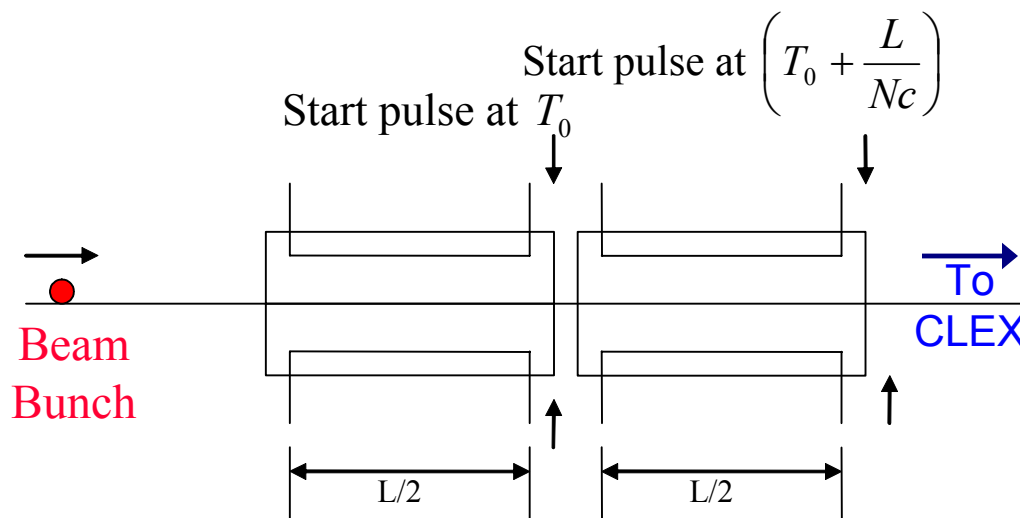 Start pulse at (T₀ + L/Nc)
Start pulse at T₀
Beam
Bunch
To
CLEX
L/2
L/2